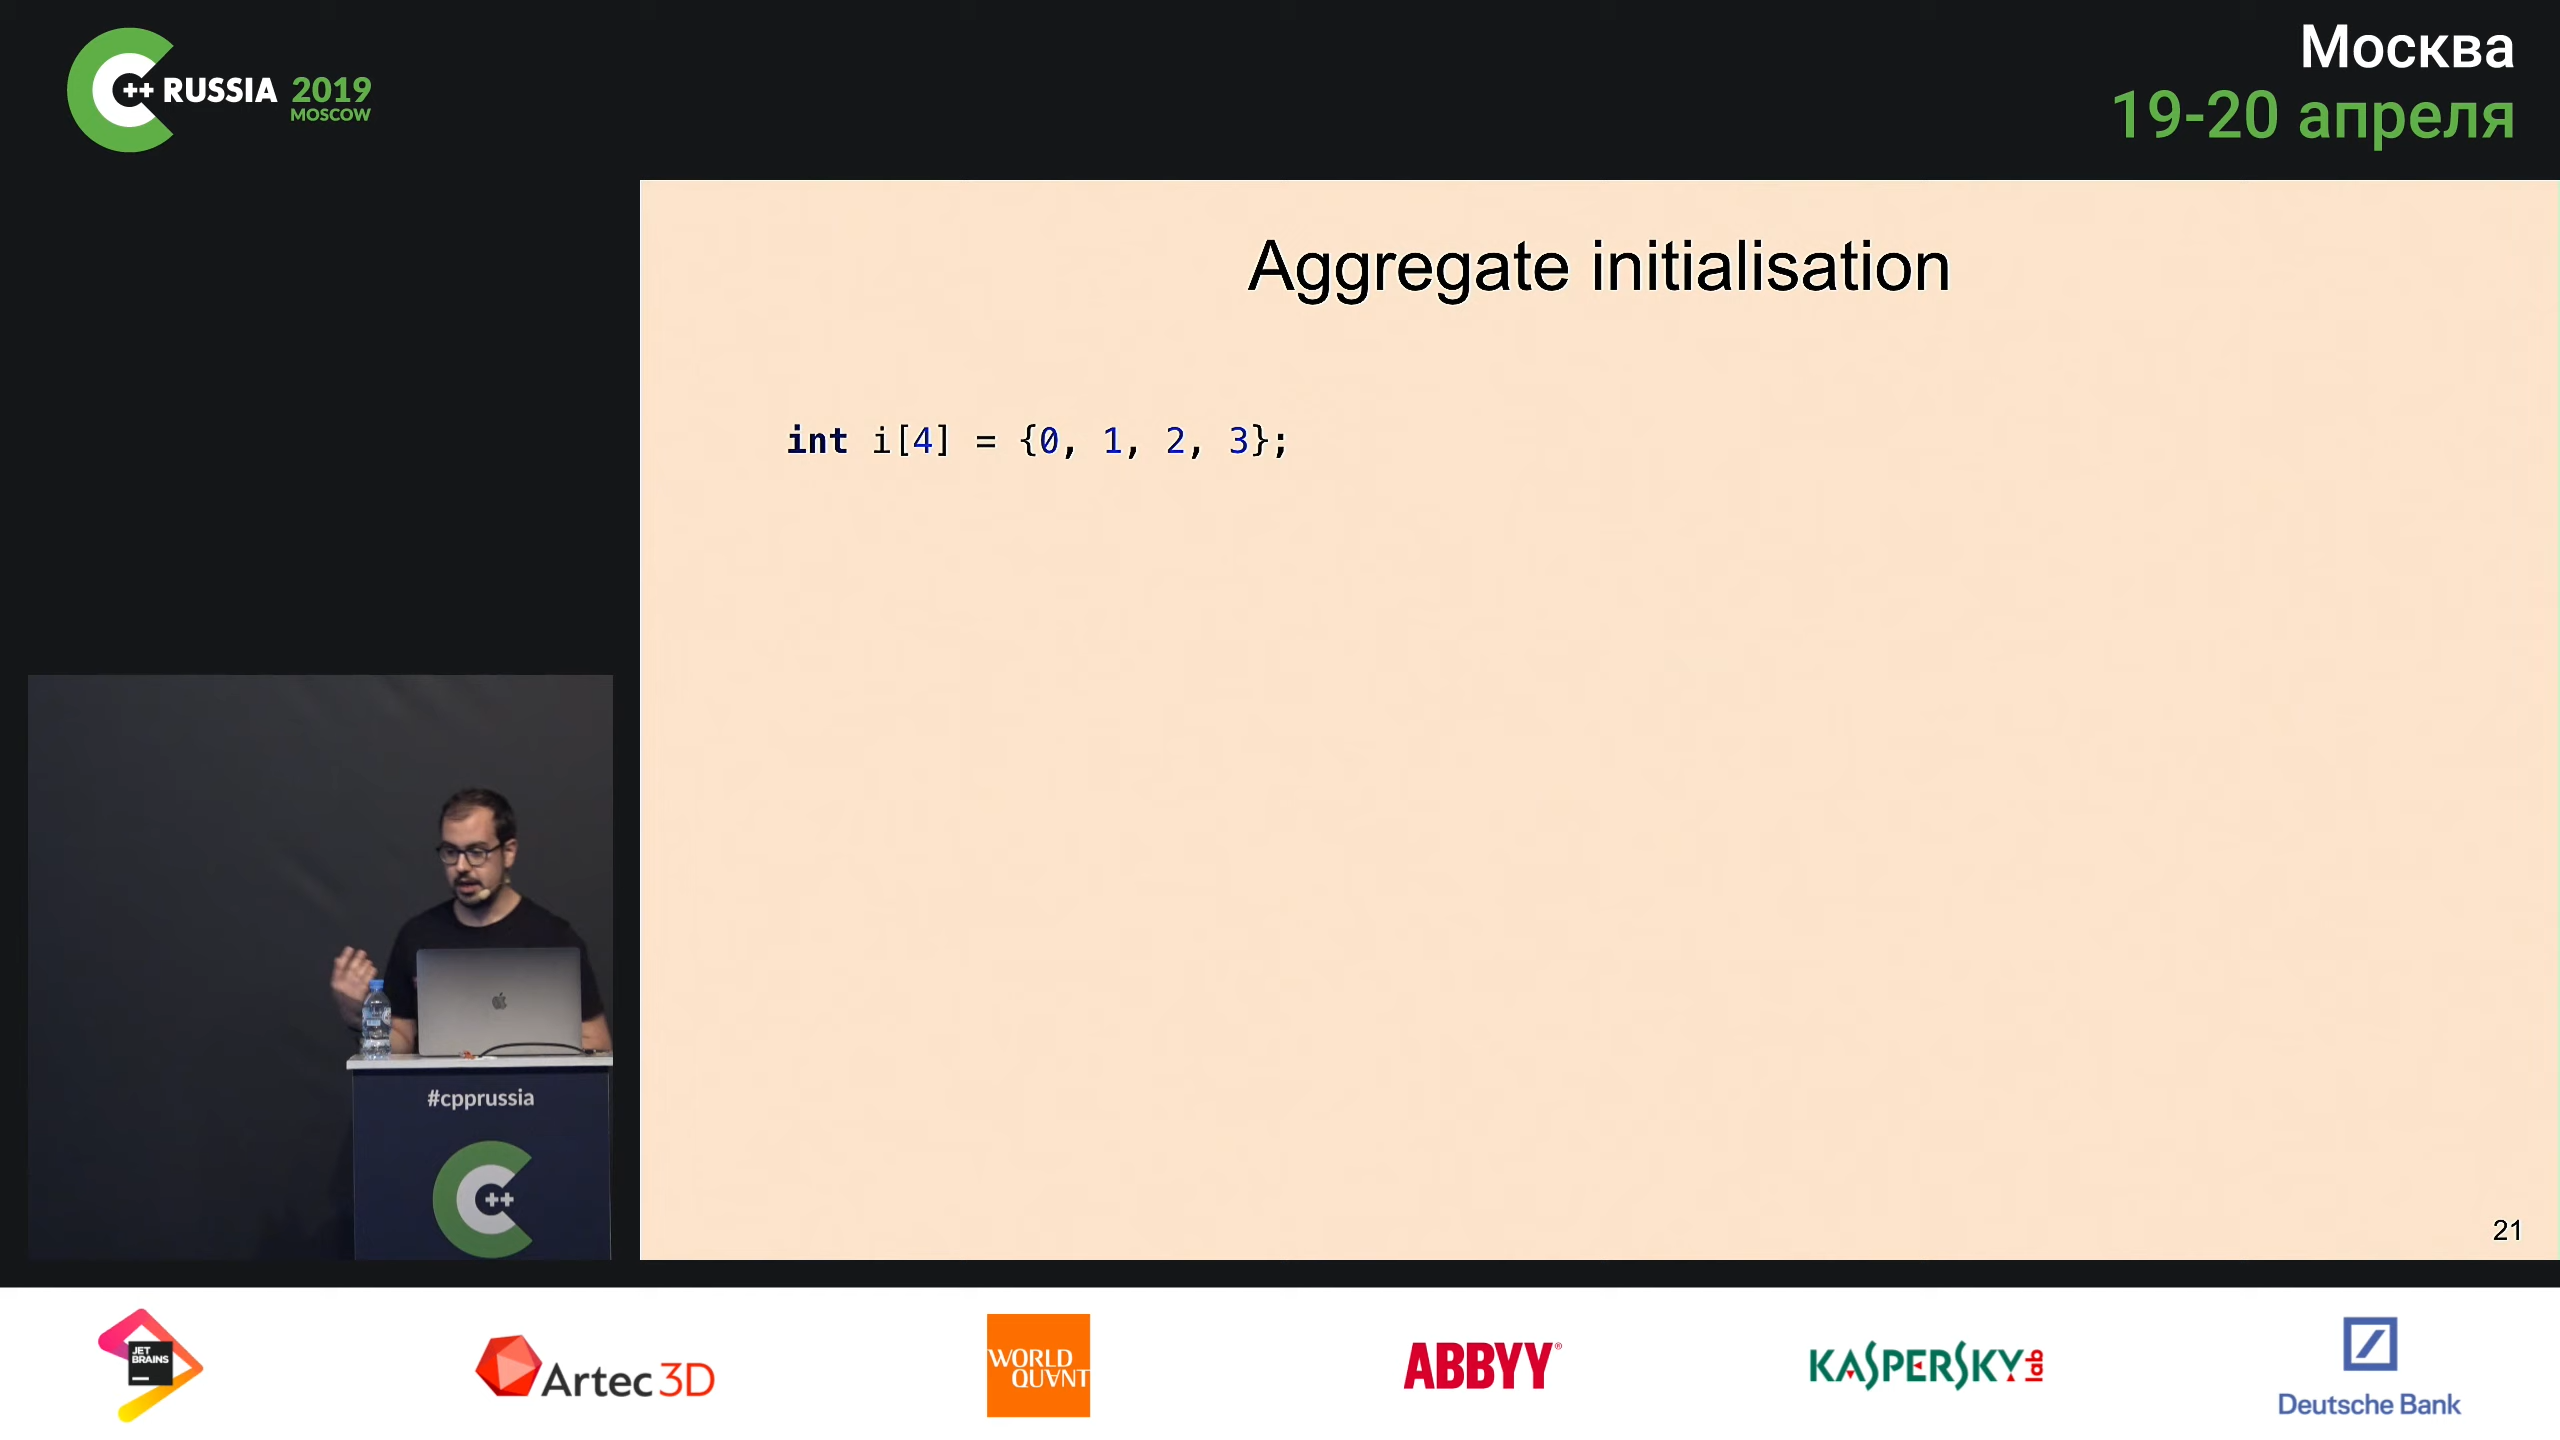 C++ RUSSIA 2019
MOSCOW
Москва
19-20 апреля
Aggregate initialisation
int i[4] = {0, 1, 2, 3};
#cpprussia
C++
21
JET
BRAINS
Artec 3D
WORLD
QUANT
ABBYY®
KASPERSKY lab
Deutsche Bank